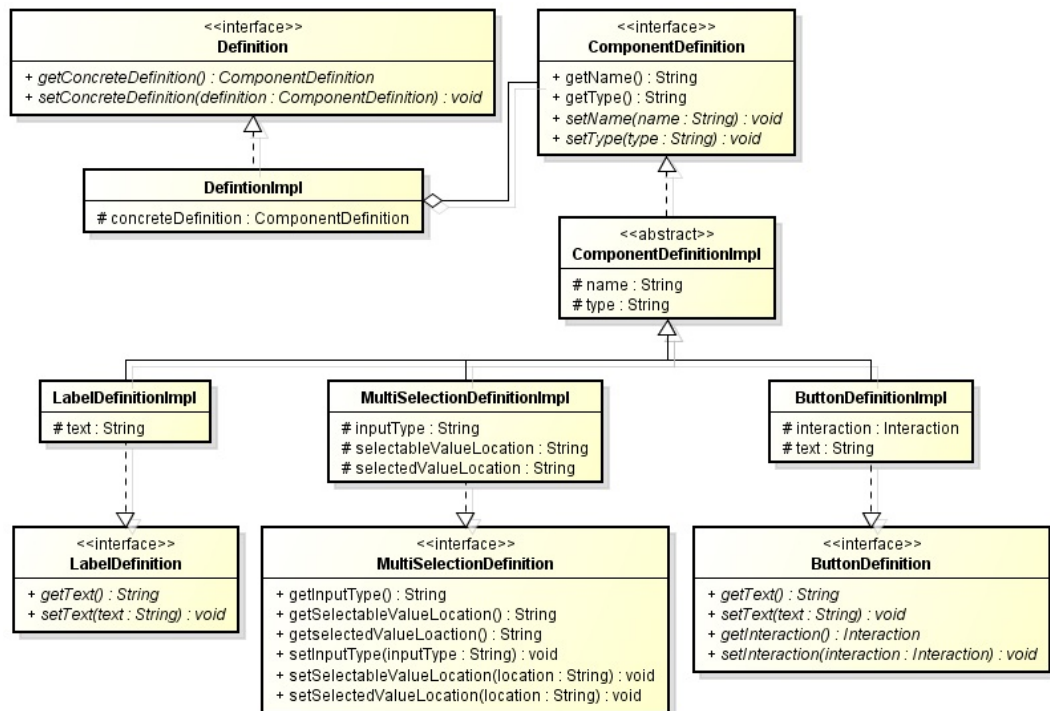 <<interface>>
Definition
+ getConcreteDefinition() : ComponentDefinition
+ setConcreteDefinition(definition : ComponentDefinition) : void
<<interface>>
ComponentDefinition
+ getName() : String
+ getType() : String
+ setName(name : String) : void
+ setType(type : String) : void
DefintionImpl
# concreteDefinition : ComponentDefinition
<<abstract>>
ComponentDefinitionImpl
# name : String
# type : String
LabelDefinitionImpl
# text : String
MultiSelectionDefinitionImpl
# inputType : String
# selectableValueLocation : String
# selectedValueLocation : String
ButtonDefinitionImpl
# interaction : Interaction
# text : String
<<interface>>
LabelDefinition
+ getText() : String
+ setText(text : String) : void
<<interface>>
MultiSelectionDefinition
+ getInputType() : String
+ getSelectableValueLocation() : String
+ getselectedValueLoaction() : String
+ setInputType(inputType : String) : void
+ setSelectableValueLocation(location : String) : void
+ setSelectedValueLocation(location : String) : void
<<interface>>
ButtonDefinition
+ getText() : String
+ setText(text : String) : void
+ getInteraction() : Interaction
+ setInteraction(interaction : Interaction) : void